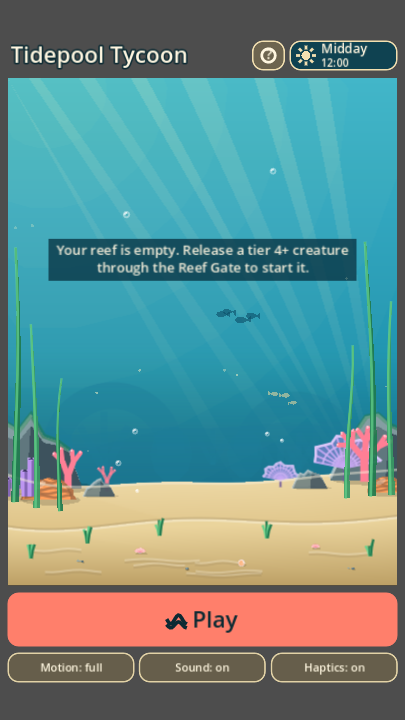 Tidepool Tycoon
Midday
12:00
Your reef is empty. Release a tier 4+ creature
through the Reef Gate to start it.
Play
Motion: full
Sound: on
Haptics: on